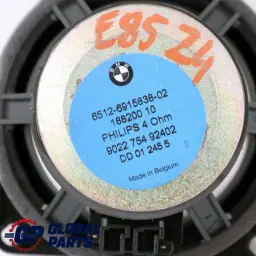 E85 Z4
6512-6915838-02
188200 10
PHILIPS 4 Ohm
9022 754 92402
DD 01 245 5
Made in Belgium
GLOBAL
PARTS